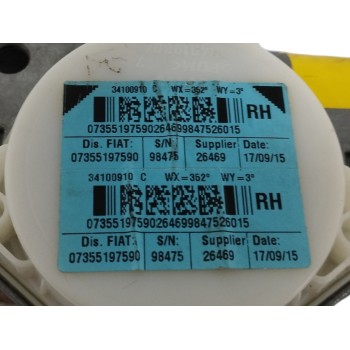 34100910 C WX=352° WY=3°
RH
07355197590264699847526015
Dis. FIAT: S/N: Supplier Date:
07355197590 98475 26469 17/09/15
34100910 C WX=352° WY=3°
RH
07355197590264699847526015
Dis. FIAT: S/N: Supplier Date:
07355197590 98475 26469 17/09/15